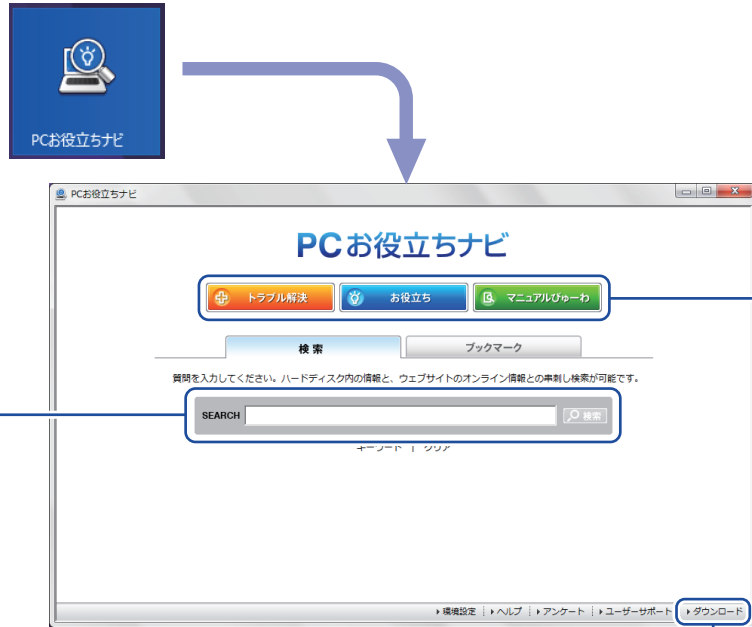 PCお役立ちナビ
PCお役立ちナビ
PCお役立ちナビ
トラブル解決 お役立ち マニュアルびゅーわ
検索 ブックマーク
質問を入力してください。ハードディスク内の情報と、ウェブサイトのオンライン情報との串刺し検索が可能です。
SEARCH 検索
キーワード | クリア
環境設定 ヘルプ アンケート ユーザーサポート ダウンロード